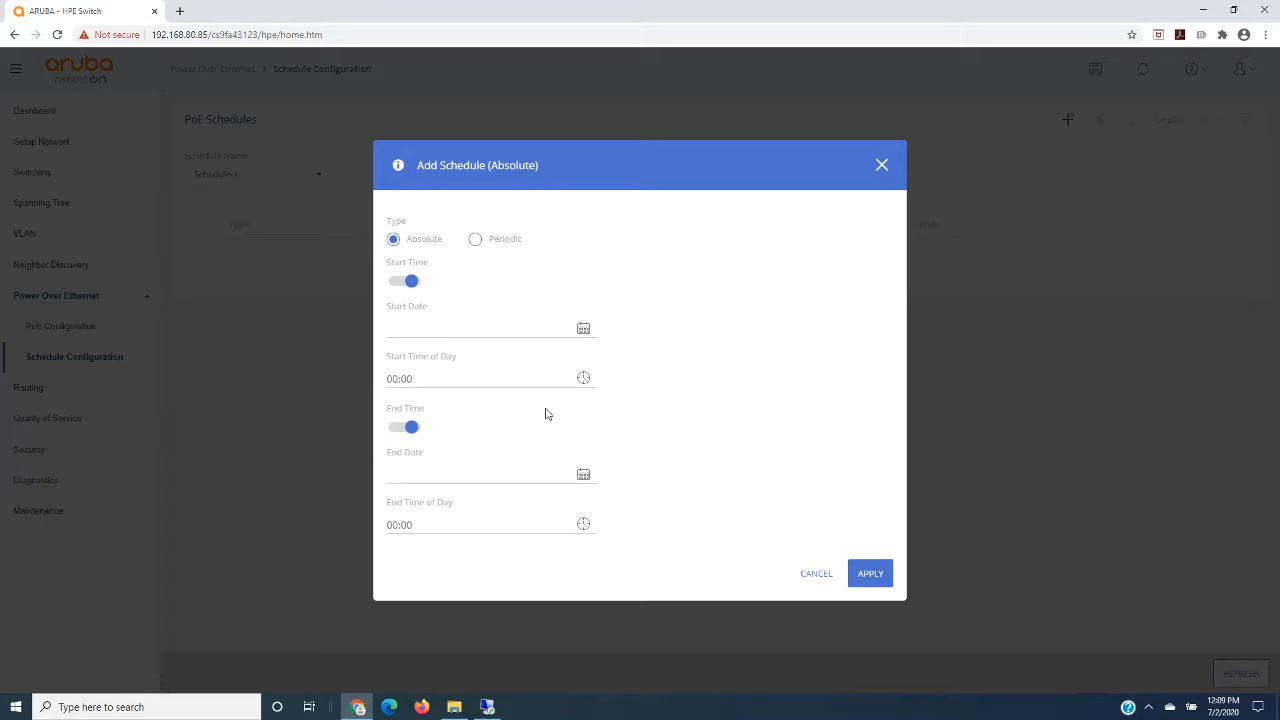 ARUBA - HPE Switch
Not secure 192.168.80.85/cs9fa43123/hpe/home.htm
aruba
instant on
Power Over Ethernet > Schedule Configuration
Dashboard
Setup Network
Switching
Spanning Tree
VLAN
Neighbor Discovery
Power Over Ethernet
PoE Configuration
Schedule Configuration
Routing
Quality of Service
Security
Diagnostics
Maintenance
PoE Schedules
Schedule Name
Schedule-1
Type
Ends
Add Schedule (Absolute)
Type
Absolute Periodic
Start Time
Start Date
Start Time of Day
00:00
End Time
End Date
End Time of Day
00:00
CANCEL APPLY
REFRESH
Type here to search
12:09 PM
7/2/2020